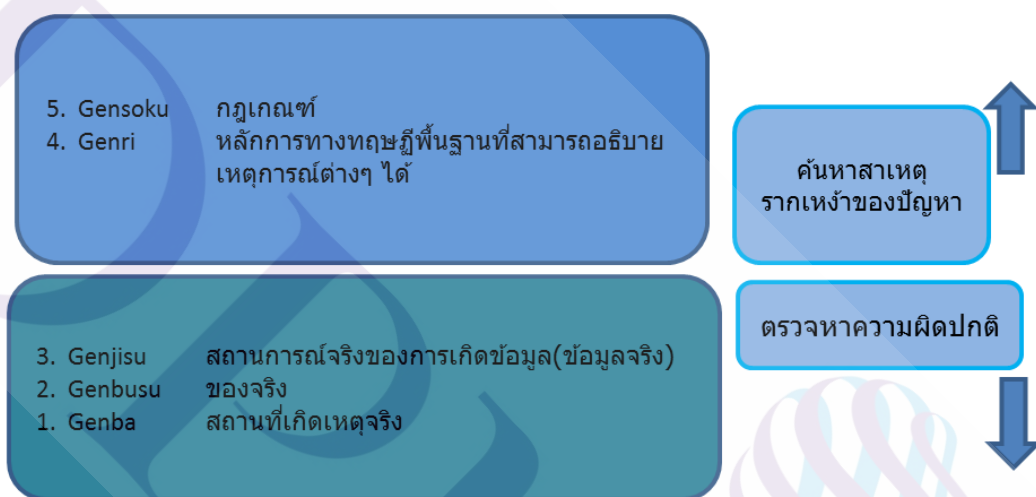 5. Gensoku กฎเกณฑ์
4. Genri หลักการทางทฤษฎีพื้นฐานที่สามารถอธิบาย
เหตุการณ์ต่างๆ ได้
ค้นหาสาเหตุ
รากเหง้าของปัญหา
3. Genjisu สถานการณ์จริงของการเกิดข้อมูล(ข้อมูลจริง)
2. Genbusu ของจริง
1. Genba สถานที่เกิดเหตุจริง
ตรวจหาความผิดปกติ